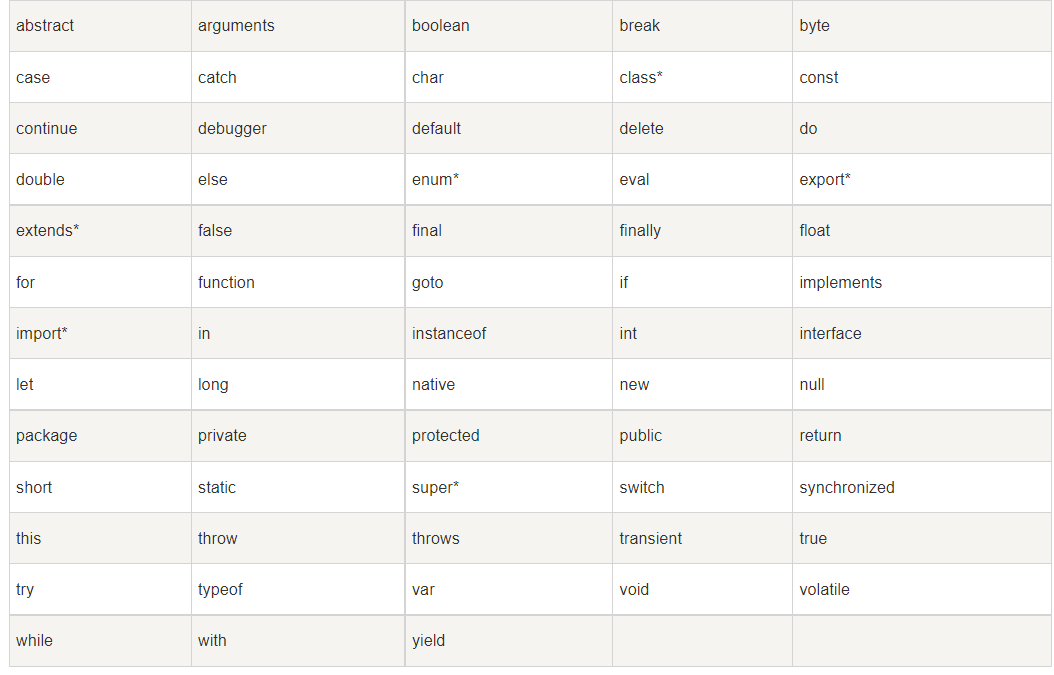 abstract arguments boolean break byte
case catch char class* const
continue debugger default delete do
double else enum* eval export*
extends* false final finally float
for function goto if implements
import* in instanceof int interface
let long native new null
package private protected public return
short static super* switch synchronized
this throw throws transient true
try typeof var void volatile
while with yield